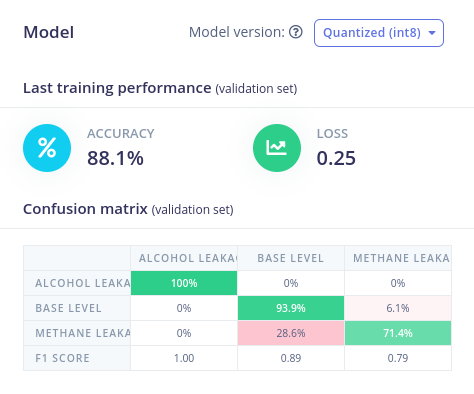 Model
Model version: Quantized (int8)
Last training performance (validation set)
ACCURACY
88.1%
LOSS
0.25
Confusion matrix (validation set)
ALCOHOL LEAKA BASE LEVEL METHANE LEAKA
ALCOHOL LEAKA 100% 0% 0%
BASE LEVEL 0% 93.9% 6.1%
METHANE LEAKA 0% 28.6% 71.4%
F1 SCORE 1.00 0.89 0.79